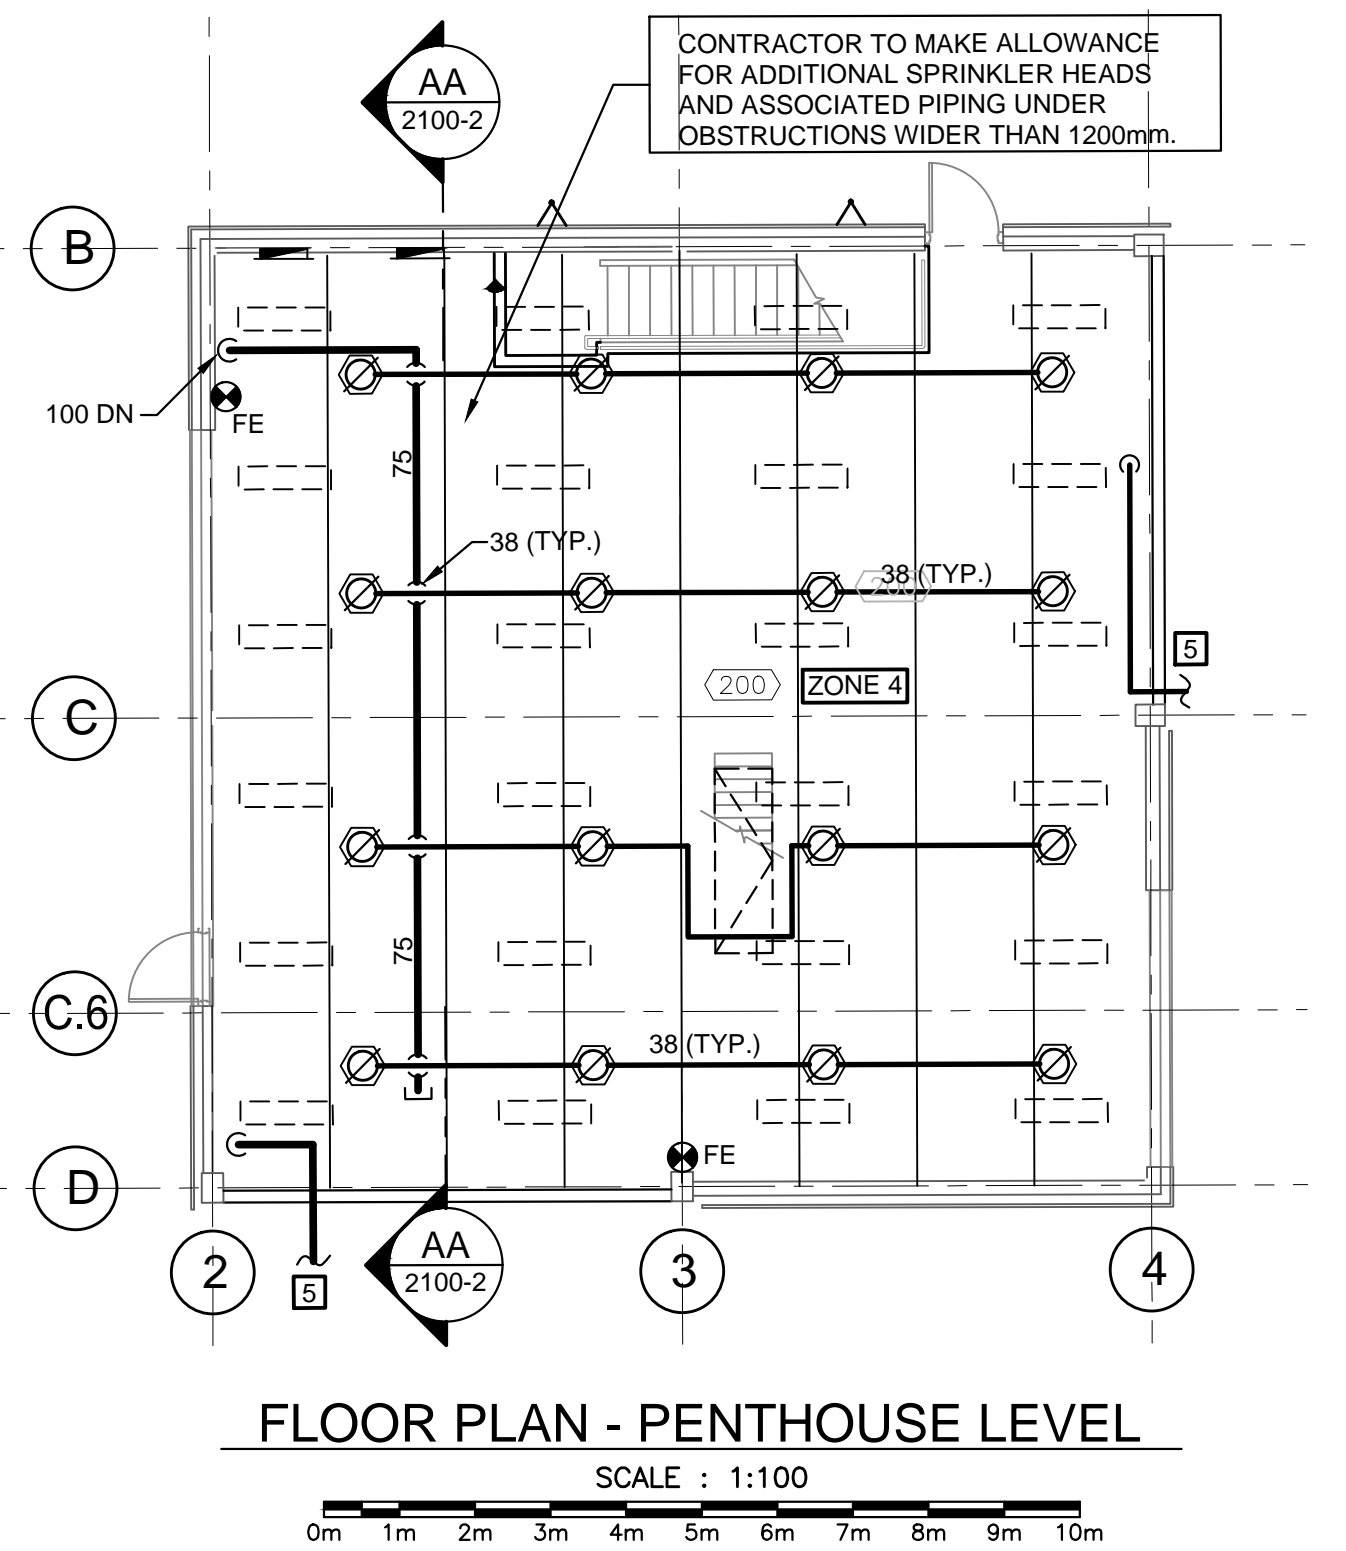 CONTRACTOR TO MAKE ALLOWANCE
FOR ADDITIONAL SPRINKLER HEADS
AND ASSOCIATED PIPING UNDER
OBSTRUCTIONS WIDER THAN 1200mm.
AA
2100-2
B
100 DN
FE
75
38 (TYP.)
38 (TYP.)
200
5
200
ZONE 4
C
75
C.6
38 (TYP.)
FE
D
AA
2100-2
2
3
4
5
FLOOR PLAN - PENTHOUSE LEVEL
SCALE : 1:100
0m 1m 2m 3m 4m 5m 6m 7m 8m 9m 10m